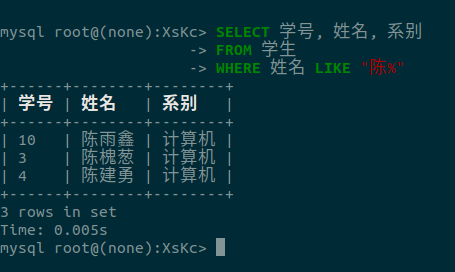 mysql root@(none):XsKc> SELECT 学号, 姓名, 系别
-> FROM 学生
-> WHERE 姓名 LIKE "陈%"
+------+--------+--------+
| 学号 | 姓名   | 系别   |
+------+--------+--------+
| 10   | 陈雨鑫 | 计算机 |
| 3    | 陈槐葱 | 计算机 |
| 4    | 陈建勇 | 计算机 |
+------+--------+--------+
3 rows in set
Time: 0.005s
mysql root@(none):XsKc>